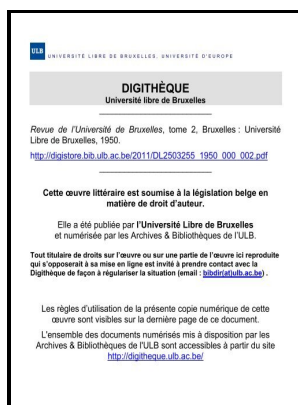 ULB
UNIVERSITÉ LIBRE DE BRUXELLES, UNIVERSITÉ D'EUROPE
DIGITHÈQUE
Université libre de Bruxelles
Revue de l'Université de Bruxelles, tome 2, Bruxelles : Université
Libre de Bruxelles, 1950.
http://digistore.bib.ulb.ac.be/2011/DL2503255_1950_000_002.pdf
Cette œuvre littéraire est soumise à la législation belge en
matière de droit d'auteur.
Elle a été publiée par l'Université Libre de Bruxelles
et numérisée par les Archives & Bibliothèques de l'ULB.
Tout titulaire de droits sur l'œuvre ou sur une partie de l'œuvre ici reproduite
qui s'opposerait à sa mise en ligne est invité à prendre contact avec la
Digithèque de façon à régulariser la situation (email : bibdir(at)ulb.ac.be) .
Les règles d'utilisation de la présente copie numérique de cette
œuvre sont visibles sur la dernière page de ce document.
L'ensemble des documents numérisés mis à disposition par les
Archives & Bibliothèques de l'ULB sont accessibles à partir du site
http://digitheque.ulb.ac.be/